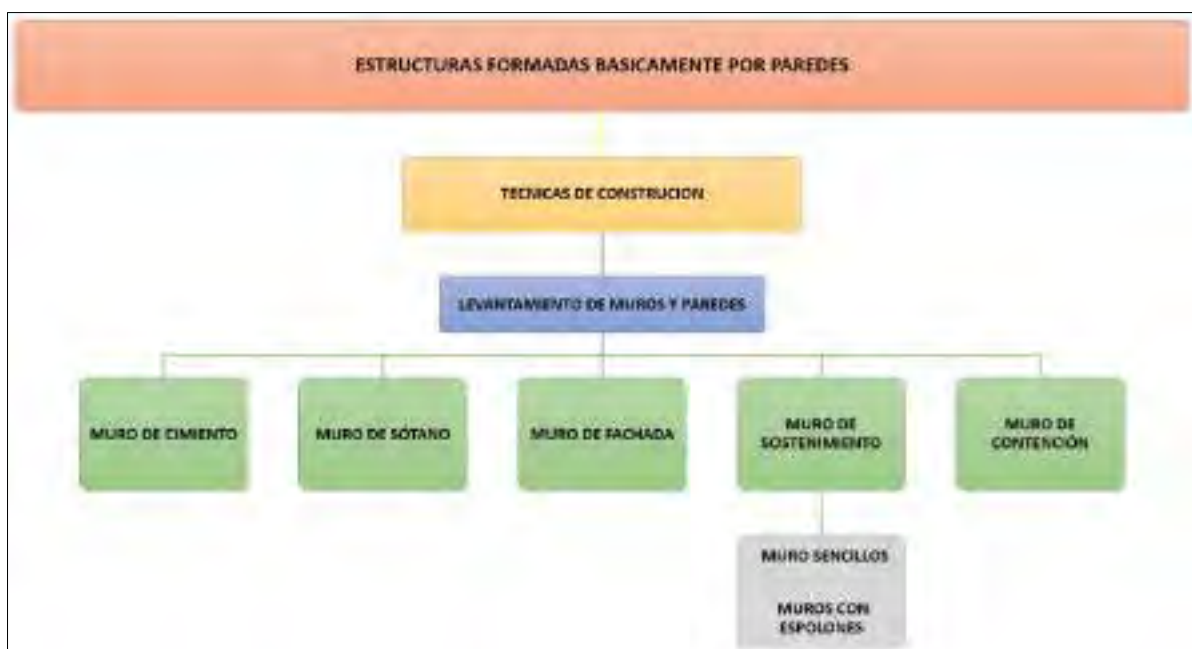 ESTRUCTURAS FORMADAS BASICAMENTE POR PAREDES
TECNICAS DE CONSTRUCION
LEVANTAMIENTO DE MUROS Y PAREDES
MURO DE CIMIENTO
MURO DE SÓTANO
MURO DE FACHADA
MURO DE
SOSTENIMIENTO
MURO DE
CONTENCIÓN
MURO SENCILLOS
MUROS CON
ESPOLONES